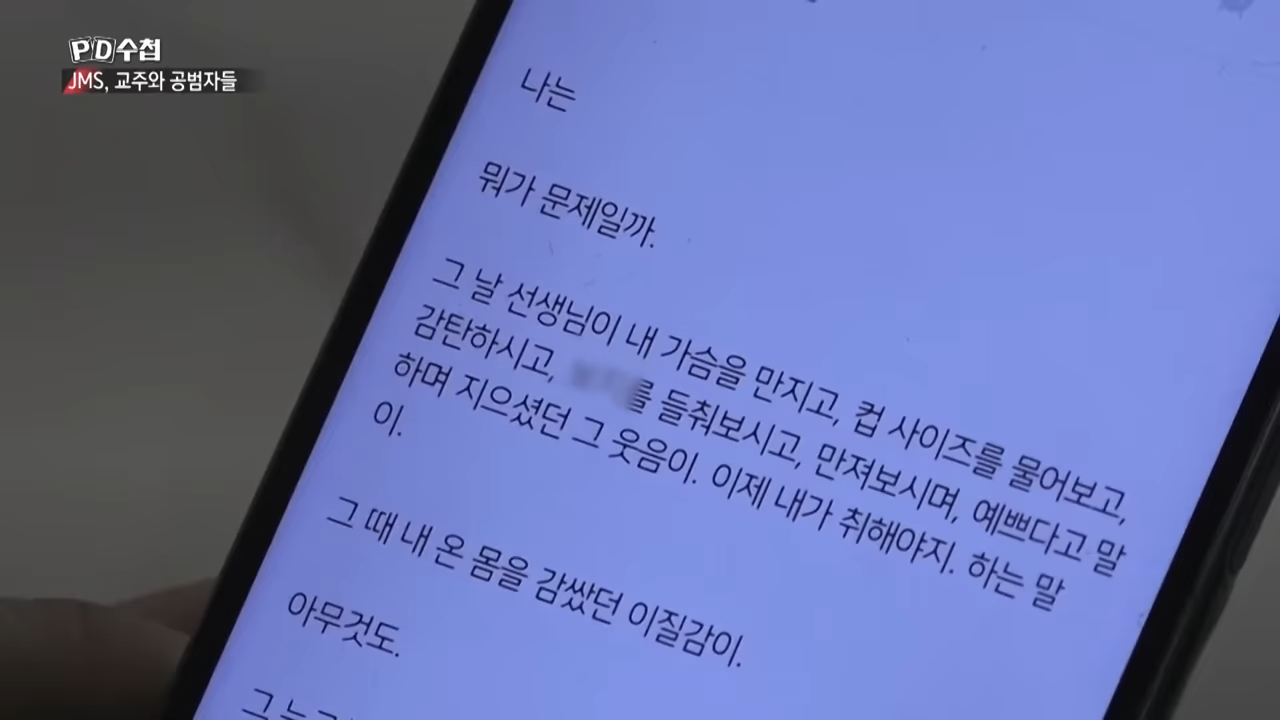 PD수첩
JMS, 교주와 공범자들
나는
뭐가 문제일까.
그 날 선생님이 내 가슴을 만지고, 컵 사이즈를 물어보고,
감탄하시고, 를 들춰보시고, 만져보시며, 예쁘다고 말
하며 지으셨던 그 웃음이. 이제 내가 취해야지. 하는 말
이.
그 때 내 온 몸을 감쌌던 이질감이.
아무것도.
그